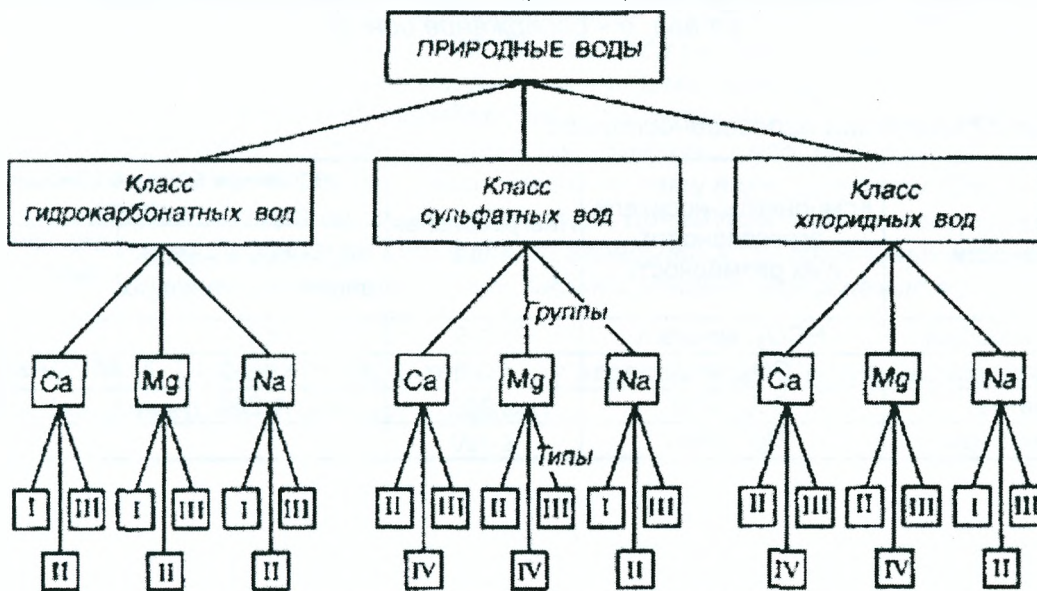 ПРИРОДНЫЕ ВОДЫ
Класс
гидрокарбонатных вод
Класс
сульфатных вод
Класс
хлоридных вод
Группы
Ca Mg Na Ca Mg Na Ca Mg Na
Типы
I III I III I III II III II III I III II III II III I III
II II II IV IV II IV IV II